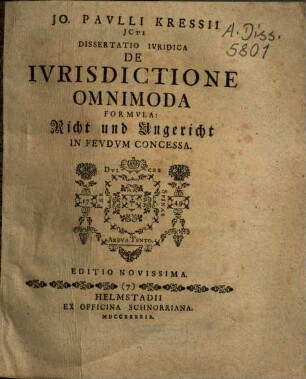 JO. PAVLLI KRESSII
JCTI
A. Diss.
5801
DISSERTATIO IVRIDICA
DE
IVRISDICTIONE
OMNIMODA
FORMVLA:
Richt und Ungericht
IN FEVDVM CONCESSA.
ARDVA TENTO.
EDITIO NOVISSIMA.
(7)
HELMSTADII
EX OFFICINA SCHNORRIANA.